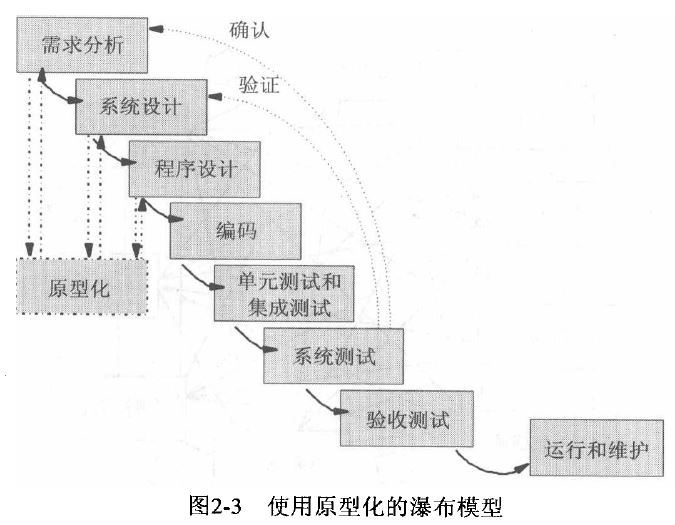 确认
需求分析
验证
系统设计
程序设计
编码
原型化
单元测试和
集成测试
系统测试
验收测试
运行和维护
图2-3 使用原型化的瀑布模型